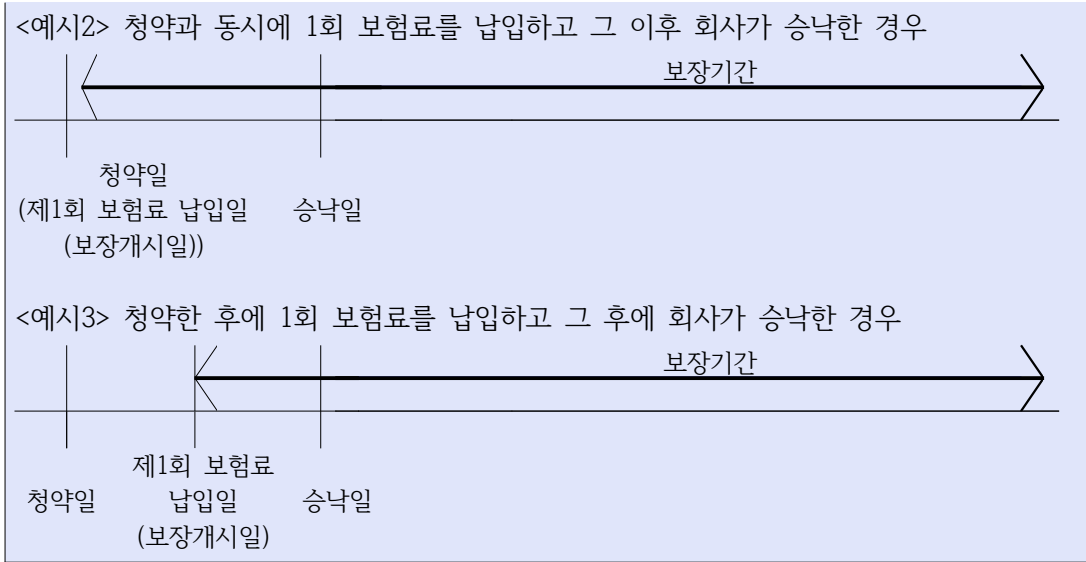 <예시2> 청약과 동시에 1회 보험료를 납입하고 그 이후 회사가 승낙한 경우
보장기간
청약일
(제1회 보험료 납입일 승낙일
(보장개시일))
<예시3> 청약한 후에 1회 보험료를 납입하고 그 후에 회사가 승낙한 경우
보장기간
제1회 보험료
청약일 납입일 승낙일
(보장개시일)